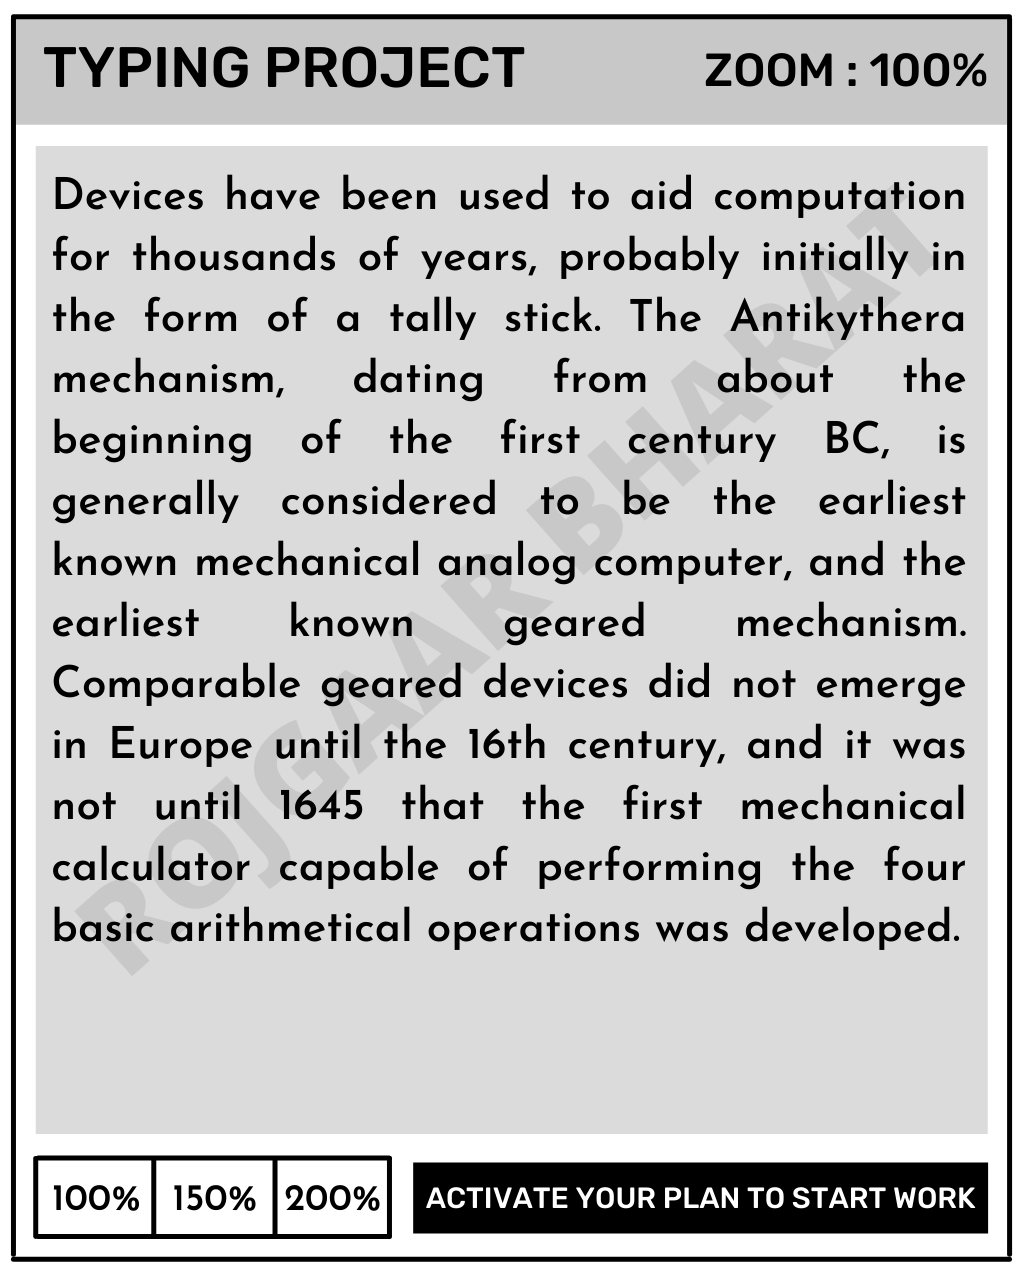 TYPING PROJECT
ZOOM : 100%
Devices have been used to aid computation
for thousands of years, probably initially in
the form of a tally stick. The Antikythera
mechanism, dating from about the
beginning of the first century BC, is
generally considered to be the earliest
known mechanical analog computer, and the
earliest known geared mechanism.
Comparable geared devices did not emerge
in Europe until the 16th century, and it was
not until 1645 that the first mechanical
calculator capable of performing the four
basic arithmetical operations was developed.
ROJGAAR BHARAT
100% 150% 200%
ACTIVATE YOUR PLAN TO START WORK